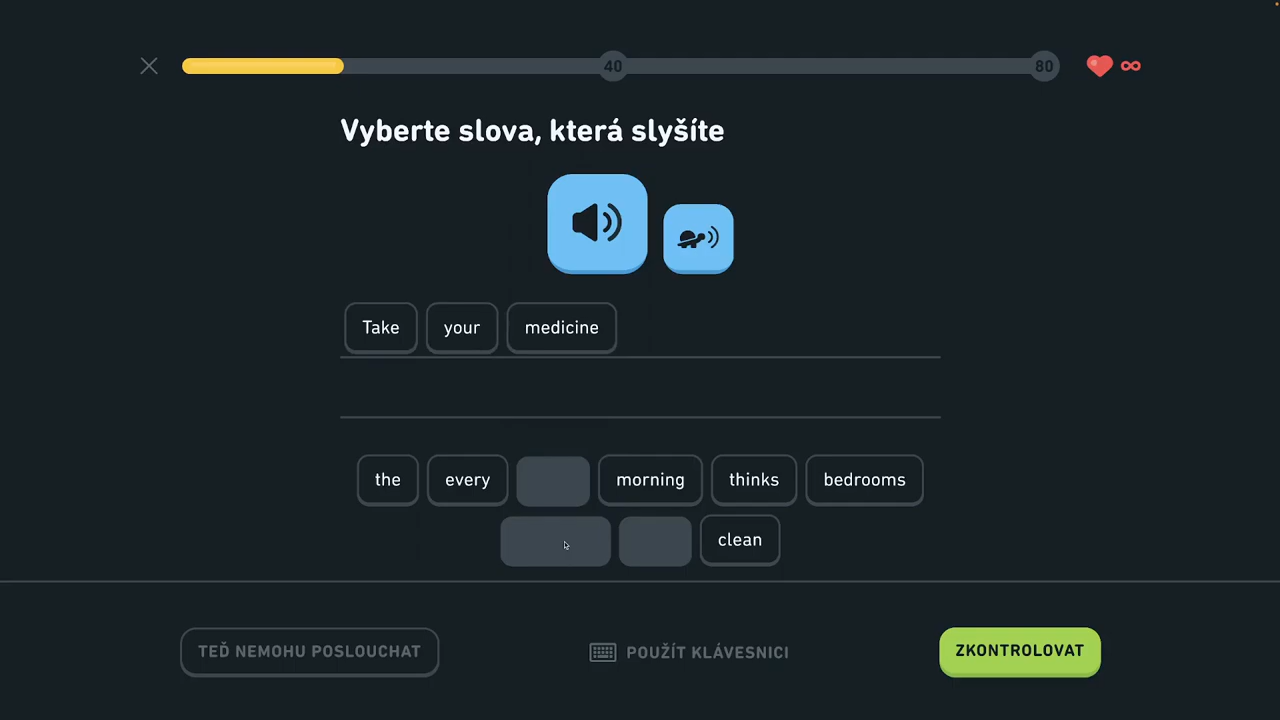 40 80 ∞
Vyberte slova, která slyšíte
Take your medicine
the every morning thinks bedrooms
clean
TEĎ NEMOHU POSLOUCHAT POUŽÍT KLÁVESNICI ZKONTROLOVAT